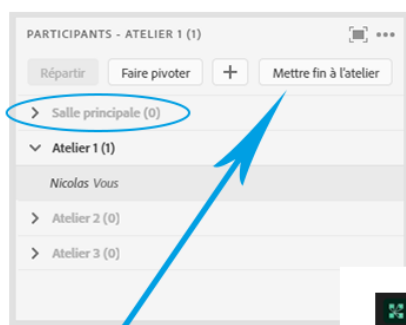 PARTICIPANTS - ATELIER 1 (1)
Répartir Faire pivoter + Mettre fin à l'atelier
Salle principale (0)
Atelier 1 (1)
Nicolas Vous
Atelier 2 (0)
Atelier 3 (0)